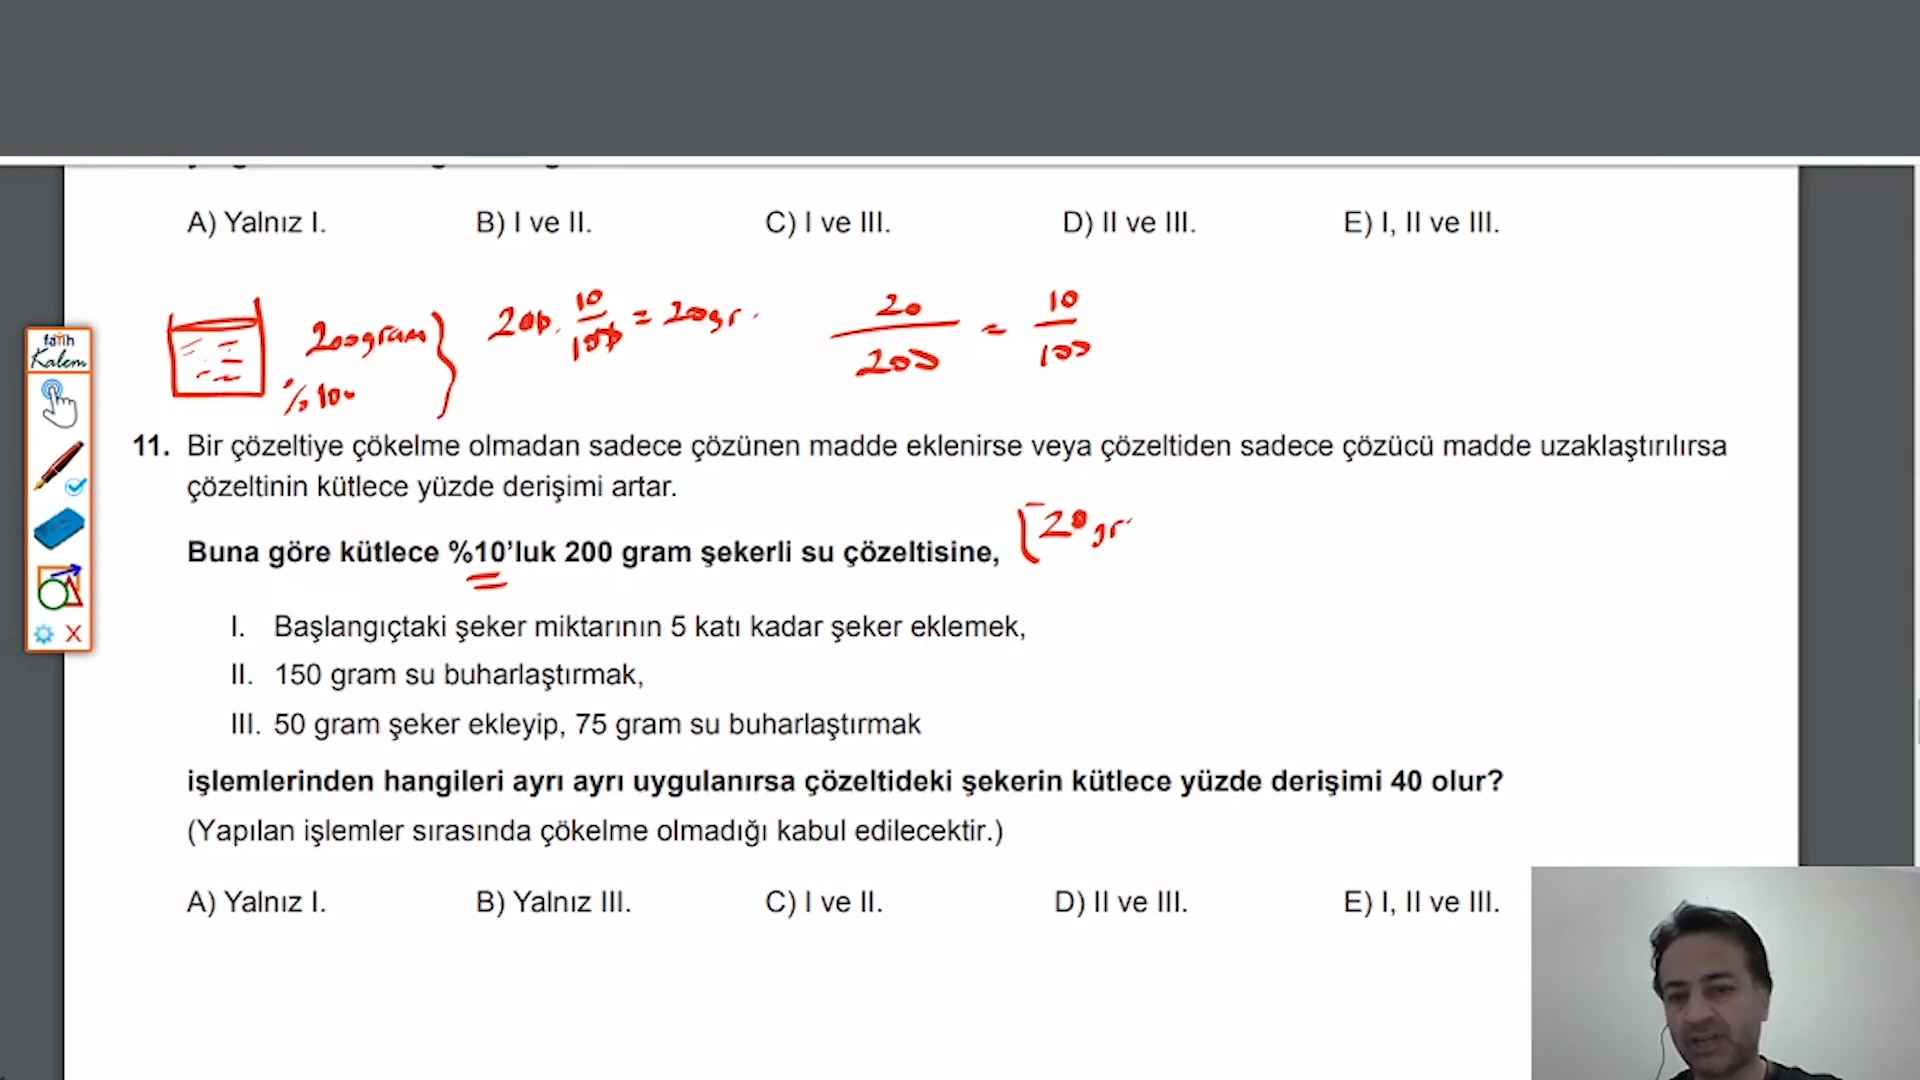 A) Yalnız I. B) I ve II. C) I ve III. D) II ve III. E) I, II ve III.
200gram
%10
200 · 10/100 = 20gr.
20/200 = 10/100
fatih
Kalem
11. Bir çözeltiye çökelme olmadan sadece çözünen madde eklenirse veya çözeltiden sadece çözücü madde uzaklaştırılırsa
çözeltinin kütlece yüzde derişimi artar.
Buna göre kütlece %10’luk 200 gram şekerli su çözeltisine, [20gr.
I. Başlangıçtaki şeker miktarının 5 katı kadar şeker eklemek,
II. 150 gram su buharlaştırmak,
III. 50 gram şeker ekleyip, 75 gram su buharlaştırmak
işlemlerinden hangileri ayrı ayrı uygulanırsa çözeltideki şekerin kütlece yüzde derişimi 40 olur?
(Yapılan işlemler sırasında çökelme olmadığı kabul edilecektir.)
A) Yalnız I. B) Yalnız III. C) I ve II. D) II ve III. E) I, II ve III.